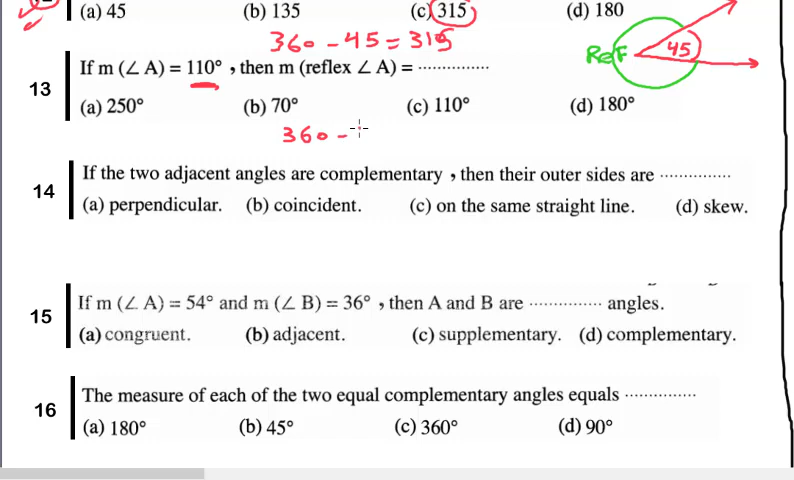 (a) 45 (b) 135 (c) 315 (d) 180
360 - 45 = 315
Ref 45
13 If m (∠ A) = 110° , then m (reflex ∠ A) = ...............
(a) 250° (b) 70° (c) 110° (d) 180°
360 -
14 If the two adjacent angles are complementary , then their outer sides are ...............
(a) perpendicular. (b) coincident. (c) on the same straight line. (d) skew.
15 If m (∠ A) = 54° and m (∠ B) = 36° , then A and B are ............... angles.
(a) congruent. (b) adjacent. (c) supplementary. (d) complementary.
16 The measure of each of the two equal complementary angles equals ...............
(a) 180° (b) 45° (c) 360° (d) 90°